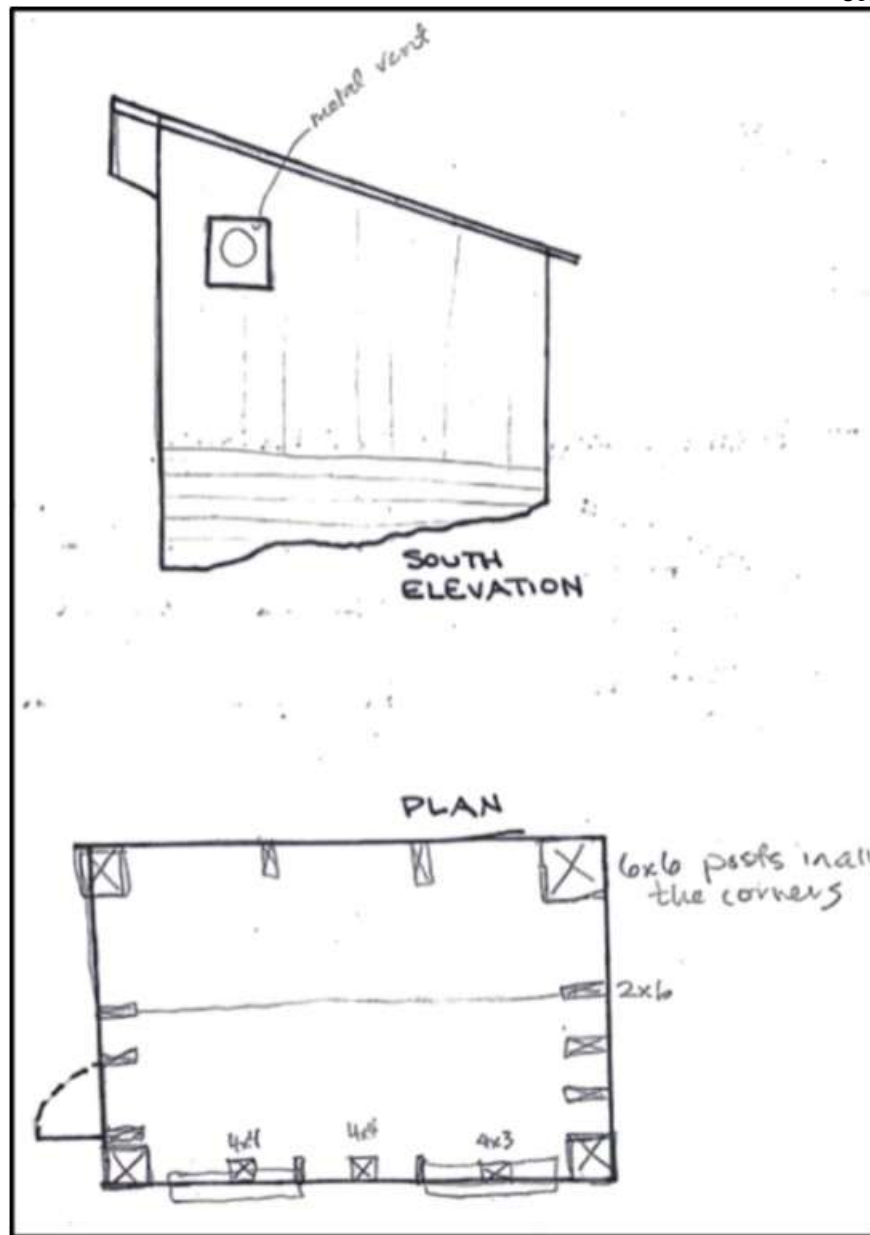 metal vent
SOUTH
ELEVATION
PLAN
6x6 posts in all
the corners
2x6
4x4
4x4
4x3